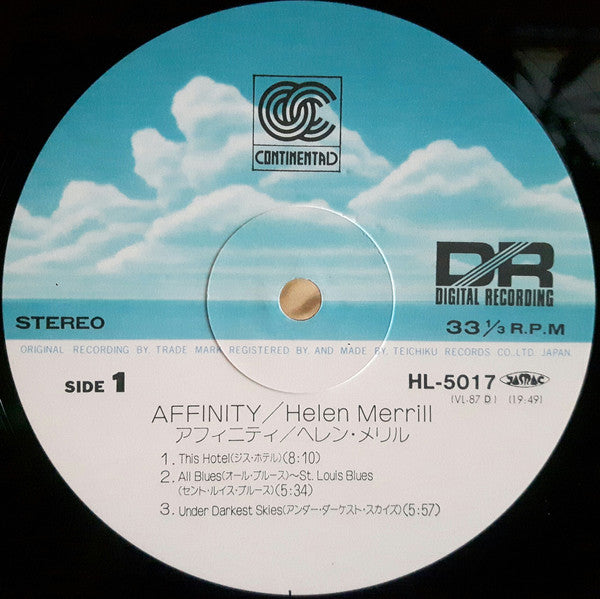 CONTINENTAL
DR
DIGITAL RECORDING
STEREO
33 1/3 R.P.M
ORIGINAL RECORDING BY, TRADE MARK REGISTERED BY, AND MADE BY, TEICHIKU RECORDS CO.,LTD. JAPAN.
SIDE 1
HL-5017 JASRAC
(VL-87 D) (19:49)
AFFINITY/Helen Merrill
アフィニティ/ヘレン・メリル
1. This Hotel(ジス・ホテル)(8:10)
2. All Blues(オール・ブルース)~St. Louis Blues
(セント・ルイス・ブルース)(5:34)
3. Under Darkest Skies(アンダー・ダーケスト・スカイズ)(5:57)